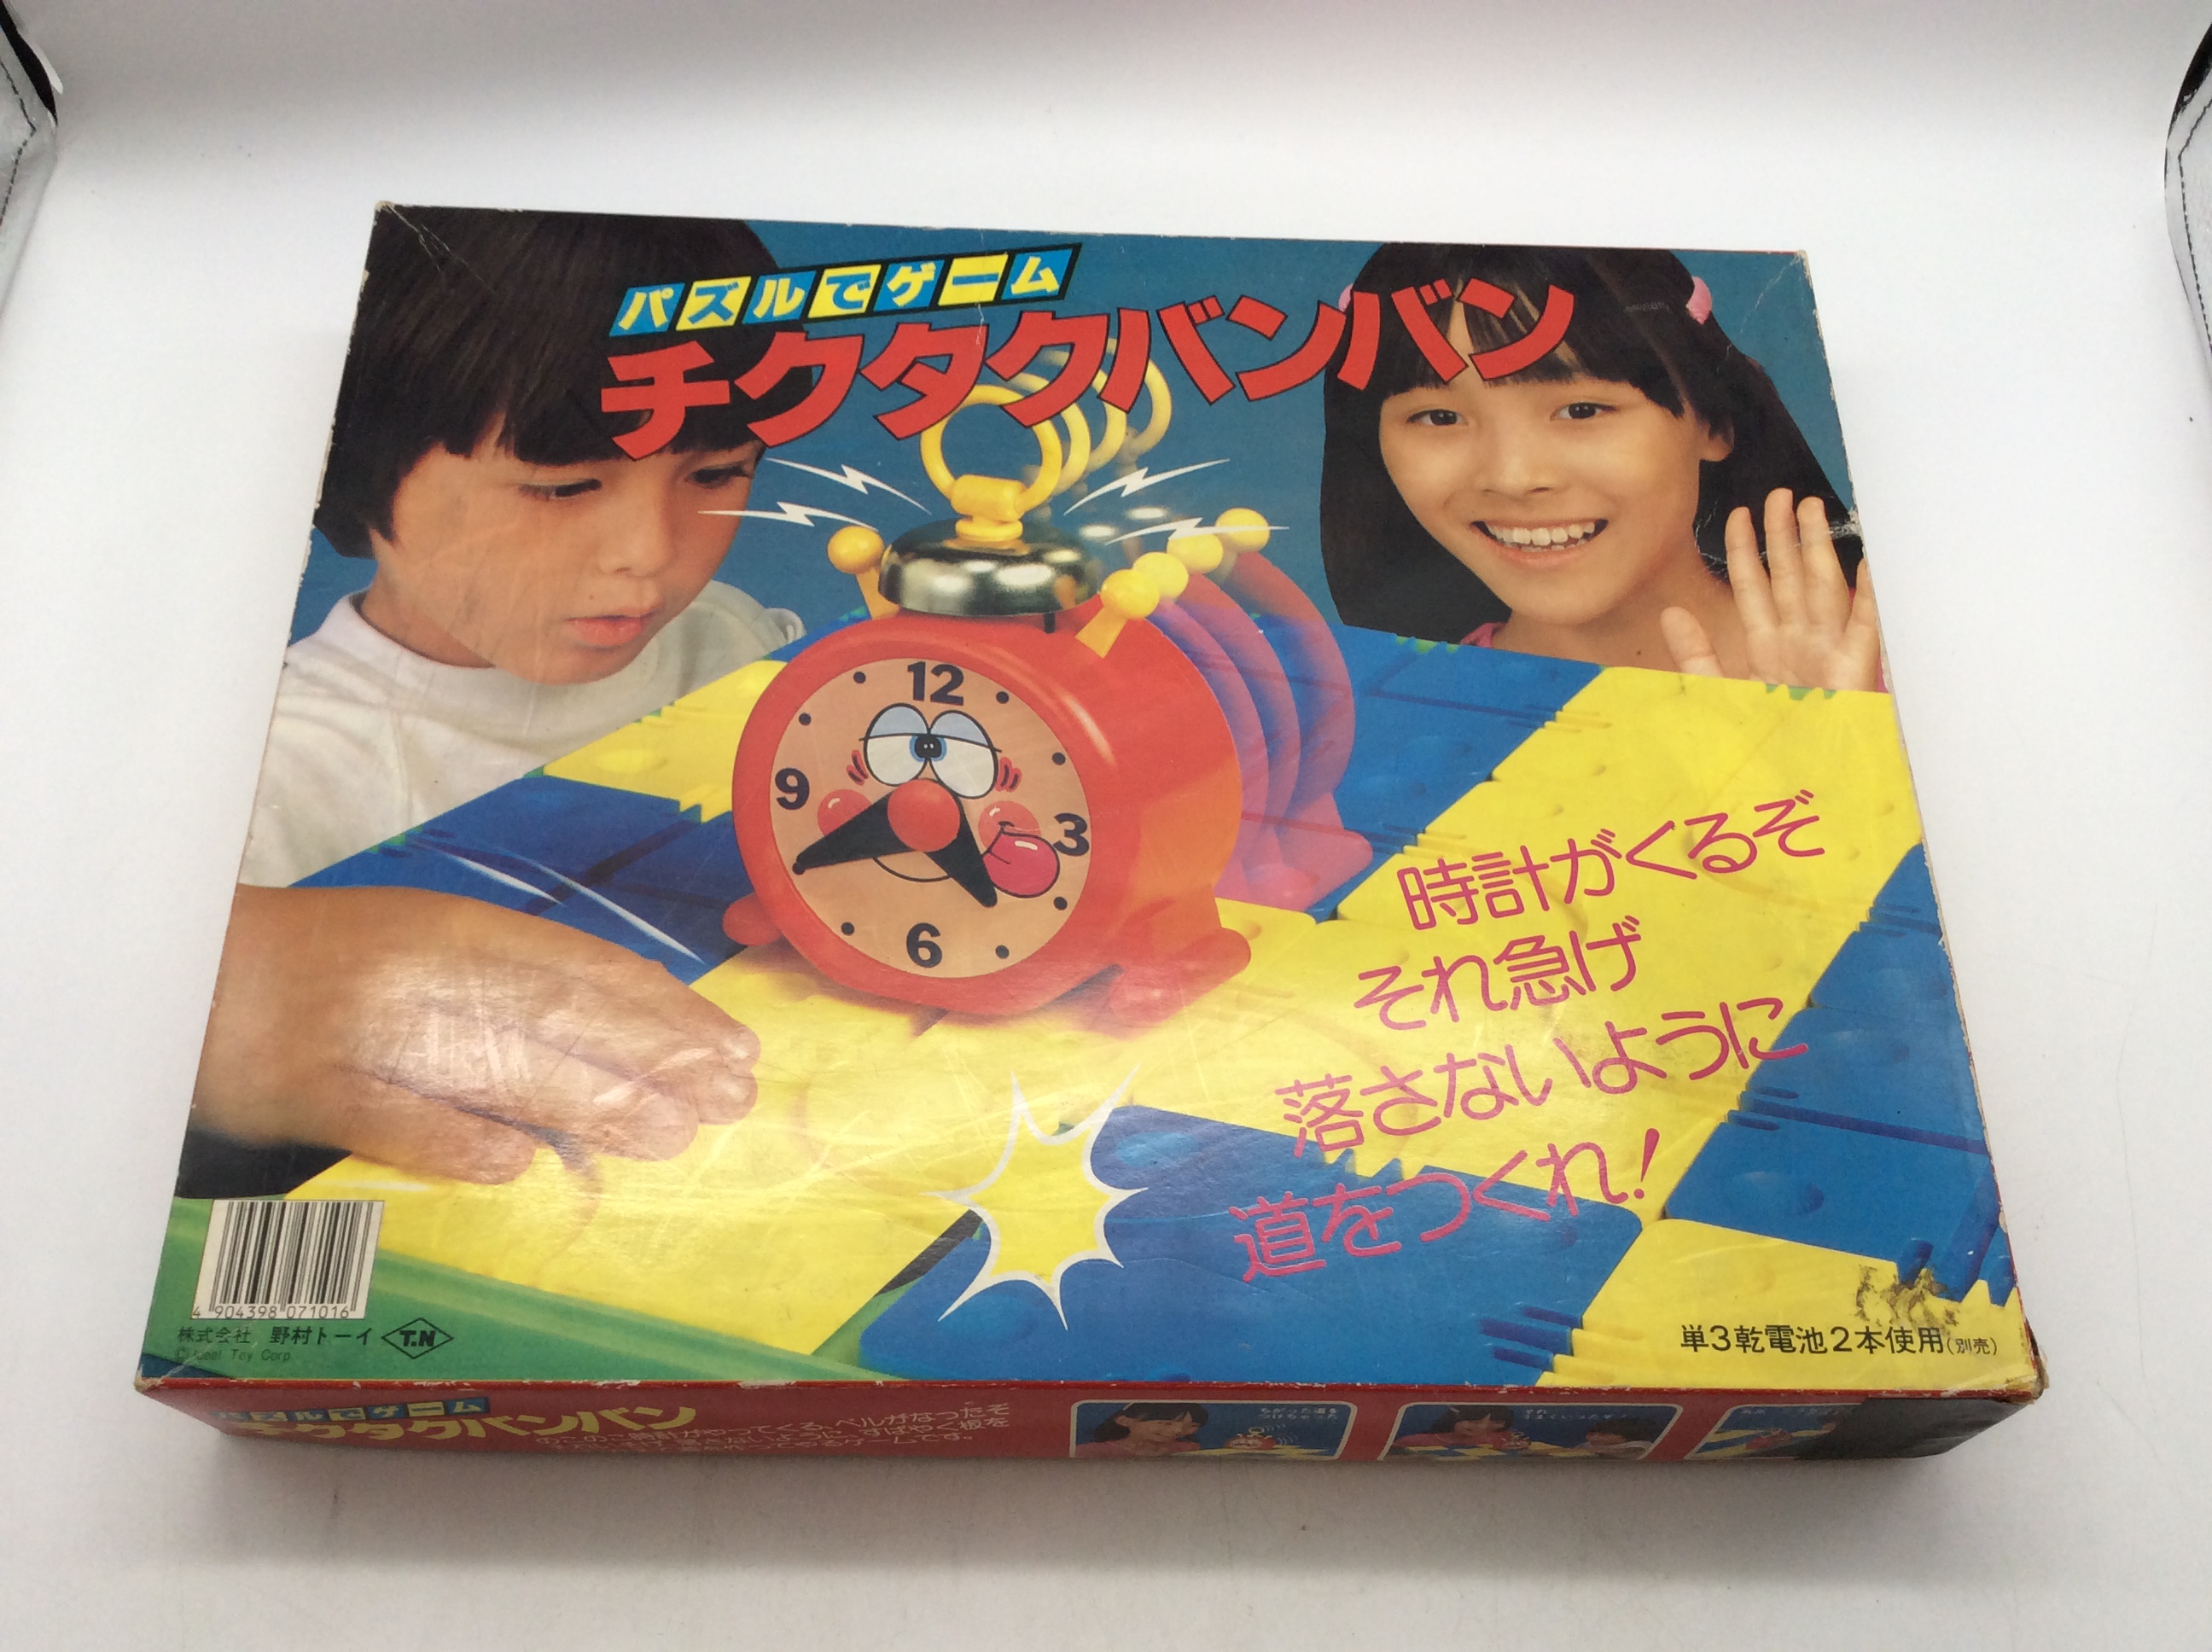 パズルでゲーム
チクタクバンバン
12
9
3
6
時計がくるぞ
それ急げ
落さないように
道をつくれ!
4 904398 071016
株式会社 野村トーイ T.N
© Ideal Toy Corp
単3乾電池2本使用(別売)
パズルでゲーム
チクタクバンバン